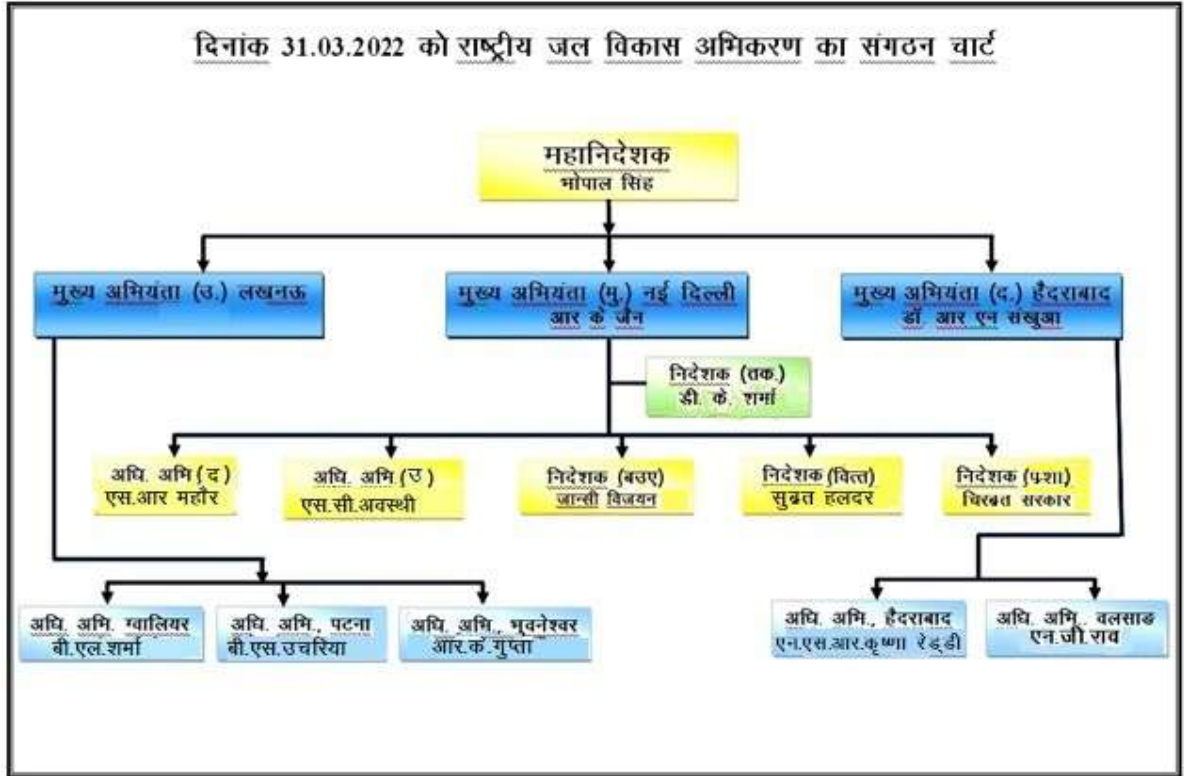 दिनांक 31.03.2022 को राष्ट्रीय जल विकास अभिकरण का संगठन चार्ट
महानिदेशक
भोपाल सिंह
मुख्य अभियंता (उ.) लखनऊ
मुख्य अभियंता (मु.) नई दिल्ली
आर के जैन
मुख्य अभियंता (द.) हैदराबाद
डॉ. आर एन संखुआ
निदेशक (तक.)
डी. के. शर्मा
अधि. अभि (द)
एस.आर महौर
अधि. अभि (उ)
एस.सी.अवस्थी
निदेशक (बउए)
जान्सी विजयन
निदेशक (वित्त)
सुब्रत हलदर
निदेशक (प्रशा)
चिरब्रत सरकार
अधि. अभि. ग्वालियर
बी.एल.शर्मा
अधि. अभि., पटना
बी.एस.उचरिया
अधि. अभि., भुवनेश्वर
आर.के.गुप्ता
अधि. अभि., हैदराबाद
एन.एस.आर.कृष्णा रेड्डी
अधि. अभि., वलसाड
एन.जी.राव